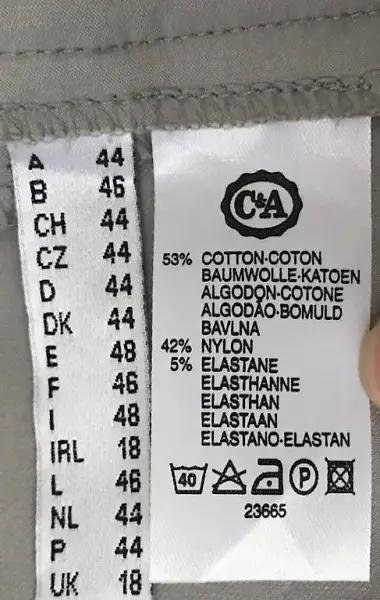 A 44
B 46
CH 44
CZ 44
D 44
DK 44
E 48
F 46
I 48
IRL 18
L 46
NL 44
P 44
UK 18
C&A
53% COTTON·COTON
BAUMWOLLE·KATOEN
ALGODON·COTONE
ALGODÃO·BOMULD
BAVLNA
42% NYLON
5% ELASTANE
ELASTHANNE
ELASTHAN
ELASTAAN
ELASTANO·ELASTAN
40 P
23665